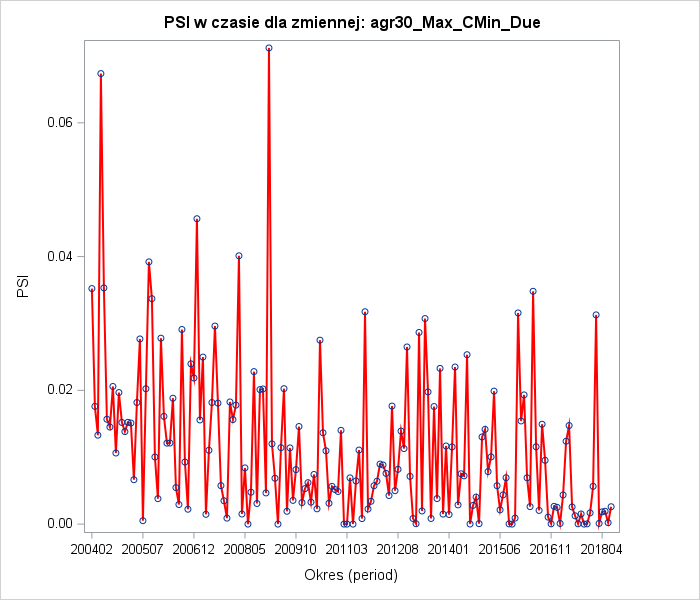 PSI w czasie dla zmiennej: agr30_Max_CMin_Due
0.06
0.04
0.02
0.00
PSI
200402 200507 200612 200805 200910 201103 201208 201401 201506 201611 201804
Okres (period)